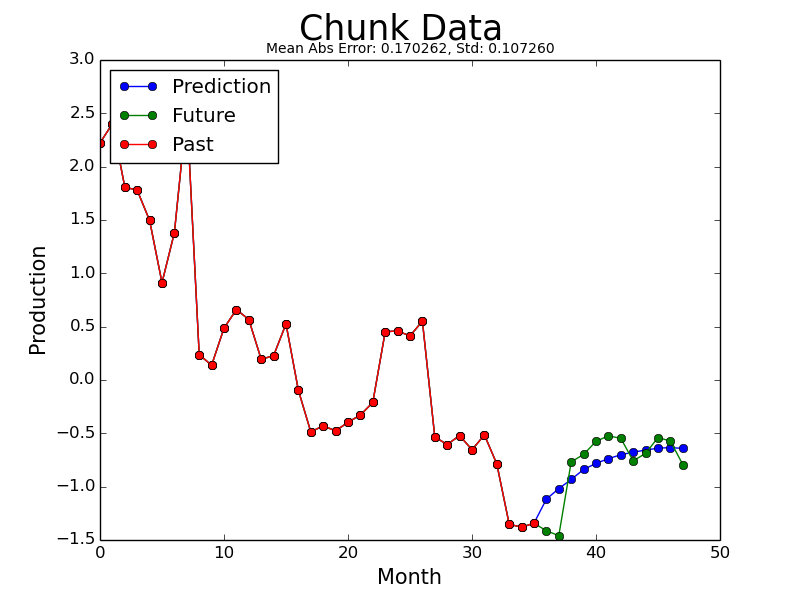 Chunk Data
Mean Abs Error: 0.170262, Std: 0.107260
3.0
2.5
2.0
1.5
1.0
0.5
0.0
−0.5
−1.0
−1.5
Production
Prediction
Future
Past
0 10 20 30 40 50
Month